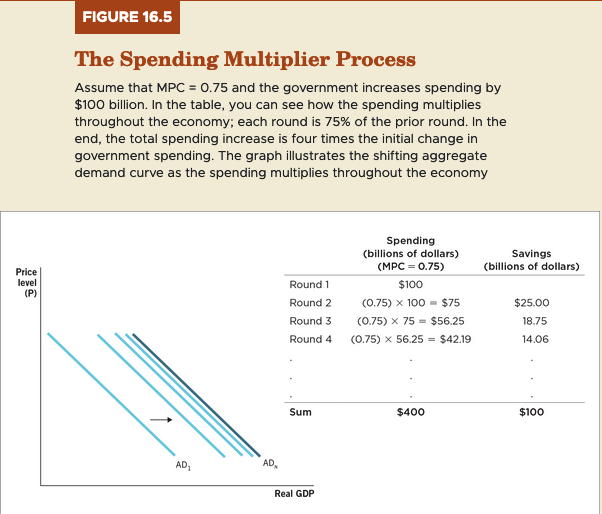 FIGURE 16.5
The Spending Multiplier Process
Assume that MPC = 0.75 and the government increases spending by
$100 billion. In the table, you can see how the spending multiplies
throughout the economy; each round is 75% of the prior round. In the
end, the total spending increase is four times the initial change in
government spending. The graph illustrates the shifting aggregate
demand curve as the spending multiplies throughout the economy
Price
level
(P)
AD₁
ADₙ
Real GDP
Spending
(billions of dollars) Savings
(MPC = 0.75) (billions of dollars)
Round 1 $100
Round 2 (0.75) × 100 = $75 $25.00
Round 3 (0.75) × 75 = $56.25 18.75
Round 4 (0.75) × 56.25 = $42.19 14.06
. . .
. . .
. . .
Sum $400 $100